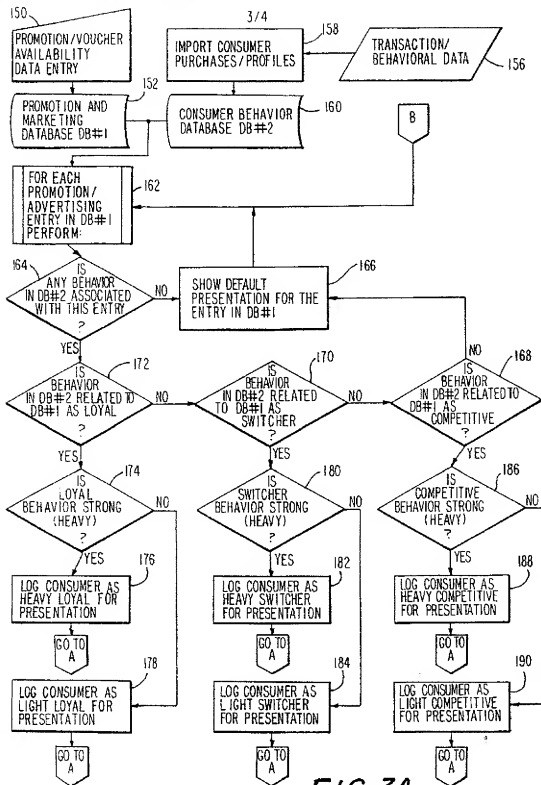 150
3/4
158
PROMOTION/VOUCHER
AVAILABILITY
DATA ENTRY
IMPORT CONSUMER
PURCHASES/PROFILES
TRANSACTION/
BEHAVIORAL DATA
156
152
PROMOTION AND
MARKETING
DATABASE DB#1
CONSUMER BEHAVIOR
DATABASE DB#2
160
B
FOR EACH
PROMOTION/
ADVERTISING
ENTRY IN DB#1
PERFORM:
162
164
IS
ANY BEHAVIOR
IN DB#2 ASSOCIATED
WITH THIS ENTRY
?
NO
YES
SHOW DEFAULT
PRESENTATION FOR THE
ENTRY IN DB#1
166
172
IS
BEHAVIOR
IN DB#2 RELATED TO
DB#1 AS LOYAL
?
NO
YES
170
IS
BEHAVIOR
IN DB#2 RELATED
TO DB#1 AS
SWITCHER
?
NO
YES
NO
168
IS
BEHAVIOR
IN DB#2 RELATED TO
DB#1 AS
COMPETITIVE
?
YES
174
IS
LOYAL
BEHAVIOR STRONG
(HEAVY)
?
NO
YES
180
IS
SWITCHER
BEHAVIOR STRONG
(HEAVY)
?
NO
YES
186
IS
COMPETITIVE
BEHAVIOR STRONG
(HEAVY)
?
NO
YES
176
LOG CONSUMER AS
HEAVY LOYAL FOR
PRESENTATION
182
LOG CONSUMER AS
HEAVY SWITCHER
FOR PRESENTATION
188
LOG CONSUMER AS
HEAVY COMPETITIVE
FOR PRESENTATION
GO TO
A
GO TO
A
GO TO
A
178
LOG CONSUMER AS
LIGHT LOYAL FOR
PRESENTATION
184
LOG CONSUMER AS
LIGHT SWITCHER
FOR PRESENTATION
190
LOG CONSUMER AS
LIGHT COMPETITIVE
FOR PRESENTATION
GO TO
A
GO TO
A
GO TO
A
FIG. 3A